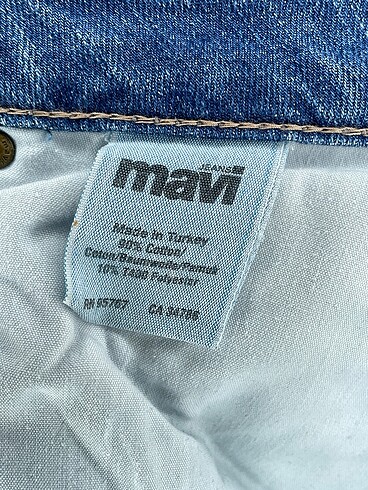 JEANS
mavi
Made in Turkey
90% Cotton/
Coton/Baumwolle/Pamuk
10% T400 Polyester
RN 95767 CA 34786